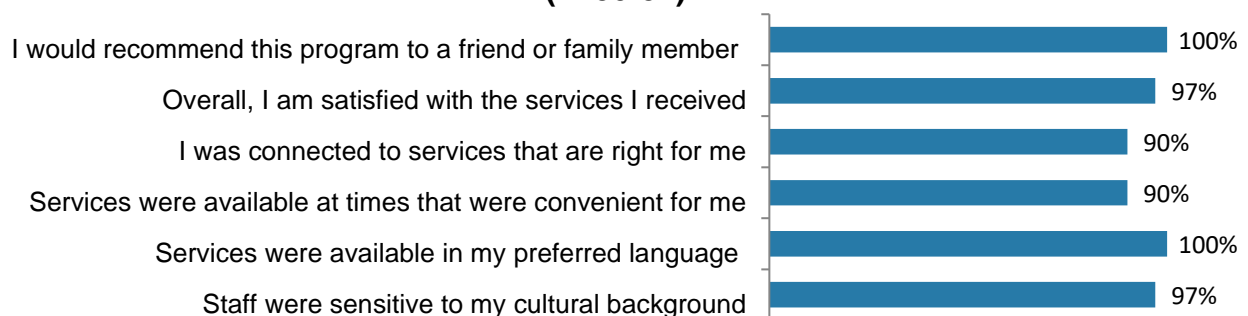 I would recommend this program to a friend or family member 100%
Overall, I am satisfied with the services I received 97%
I was connected to services that are right for me 90%
Services were available at times that were convenient for me 90%
Services were available in my preferred language 100%
Staff were sensitive to my cultural background 97%